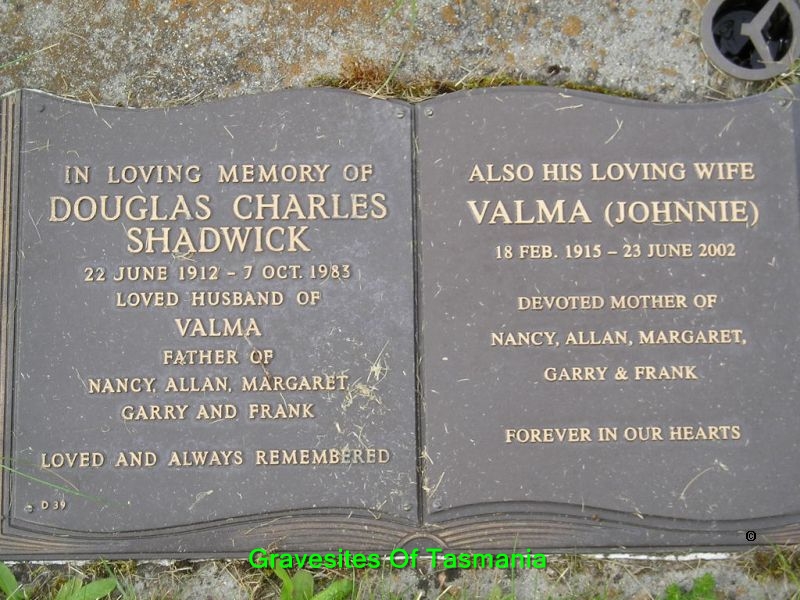 IN LOVING MEMORY OF
DOUGLAS CHARLES
SHADWICK
22 JUNE 1912 - 7 OCT. 1983
LOVED HUSBAND OF
VALMA
FATHER OF
NANCY, ALLAN, MARGARET,
GARRY AND FRANK
LOVED AND ALWAYS REMEMBERED
D 39
ALSO HIS LOVING WIFE
VALMA (JOHNNIE)
18 FEB. 1915 – 23 JUNE 2002
DEVOTED MOTHER OF
NANCY, ALLAN, MARGARET,
GARRY & FRANK
FOREVER IN OUR HEARTS
©
Gravesites Of Tasmania